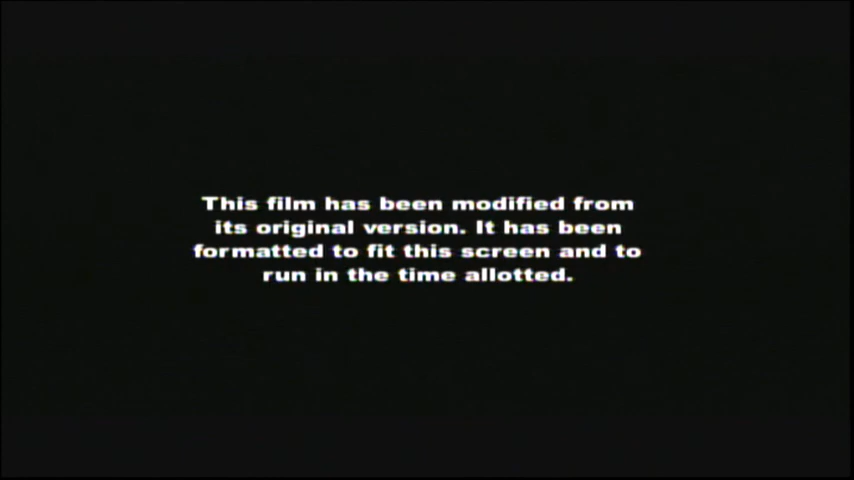 This film has been modified from
its original version. It has been
formatted to fit this screen and to
run in the time allotted.